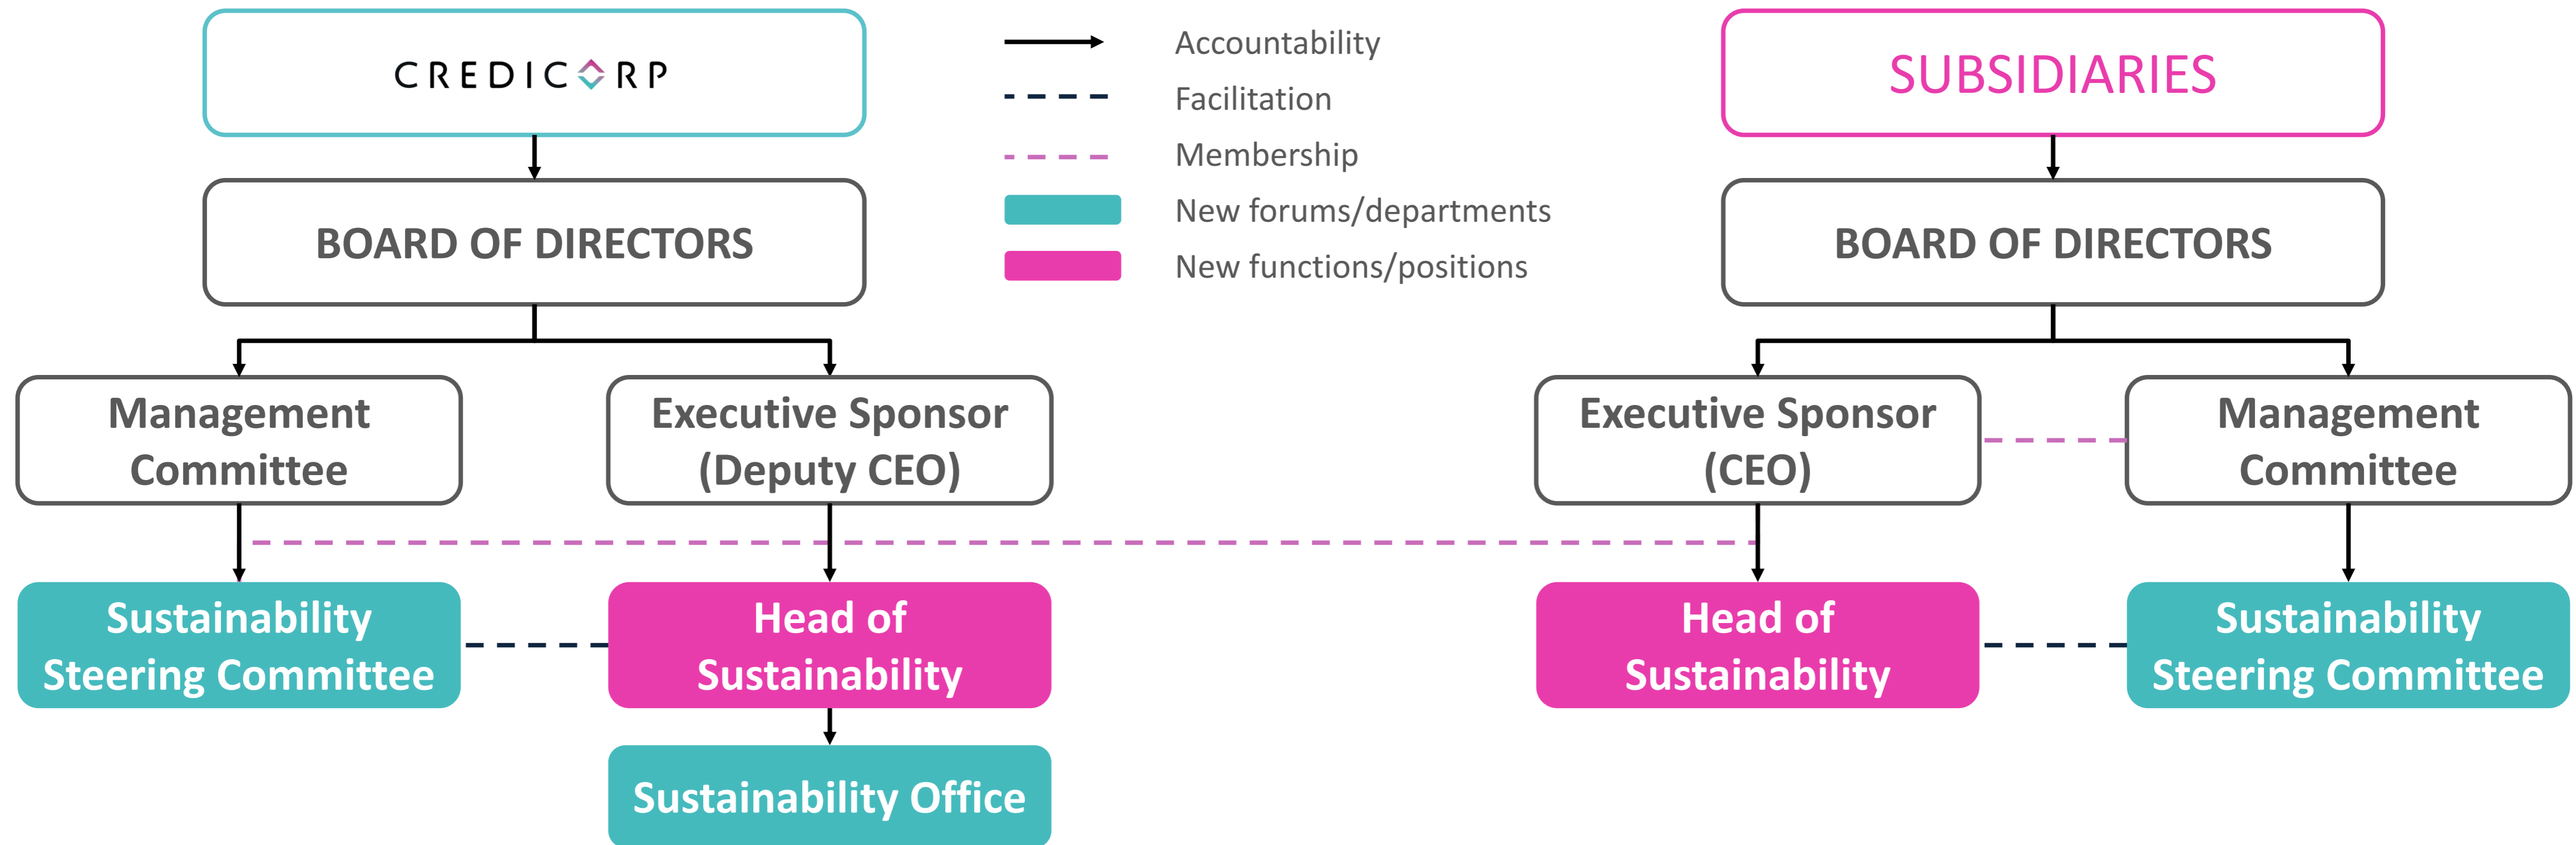 CREDICORP
Accountability
Facilitation
Membership
New forums/departments
New functions/positions
SUBSIDIARIES
BOARD OF DIRECTORS
BOARD OF DIRECTORS
Management
Committee
Executive Sponsor
(Deputy CEO)
Executive Sponsor
(CEO)
Management
Committee
Sustainability
Steering Committee
Head of
Sustainability
Head of
Sustainability
Sustainability
Steering Committee
Sustainability Office